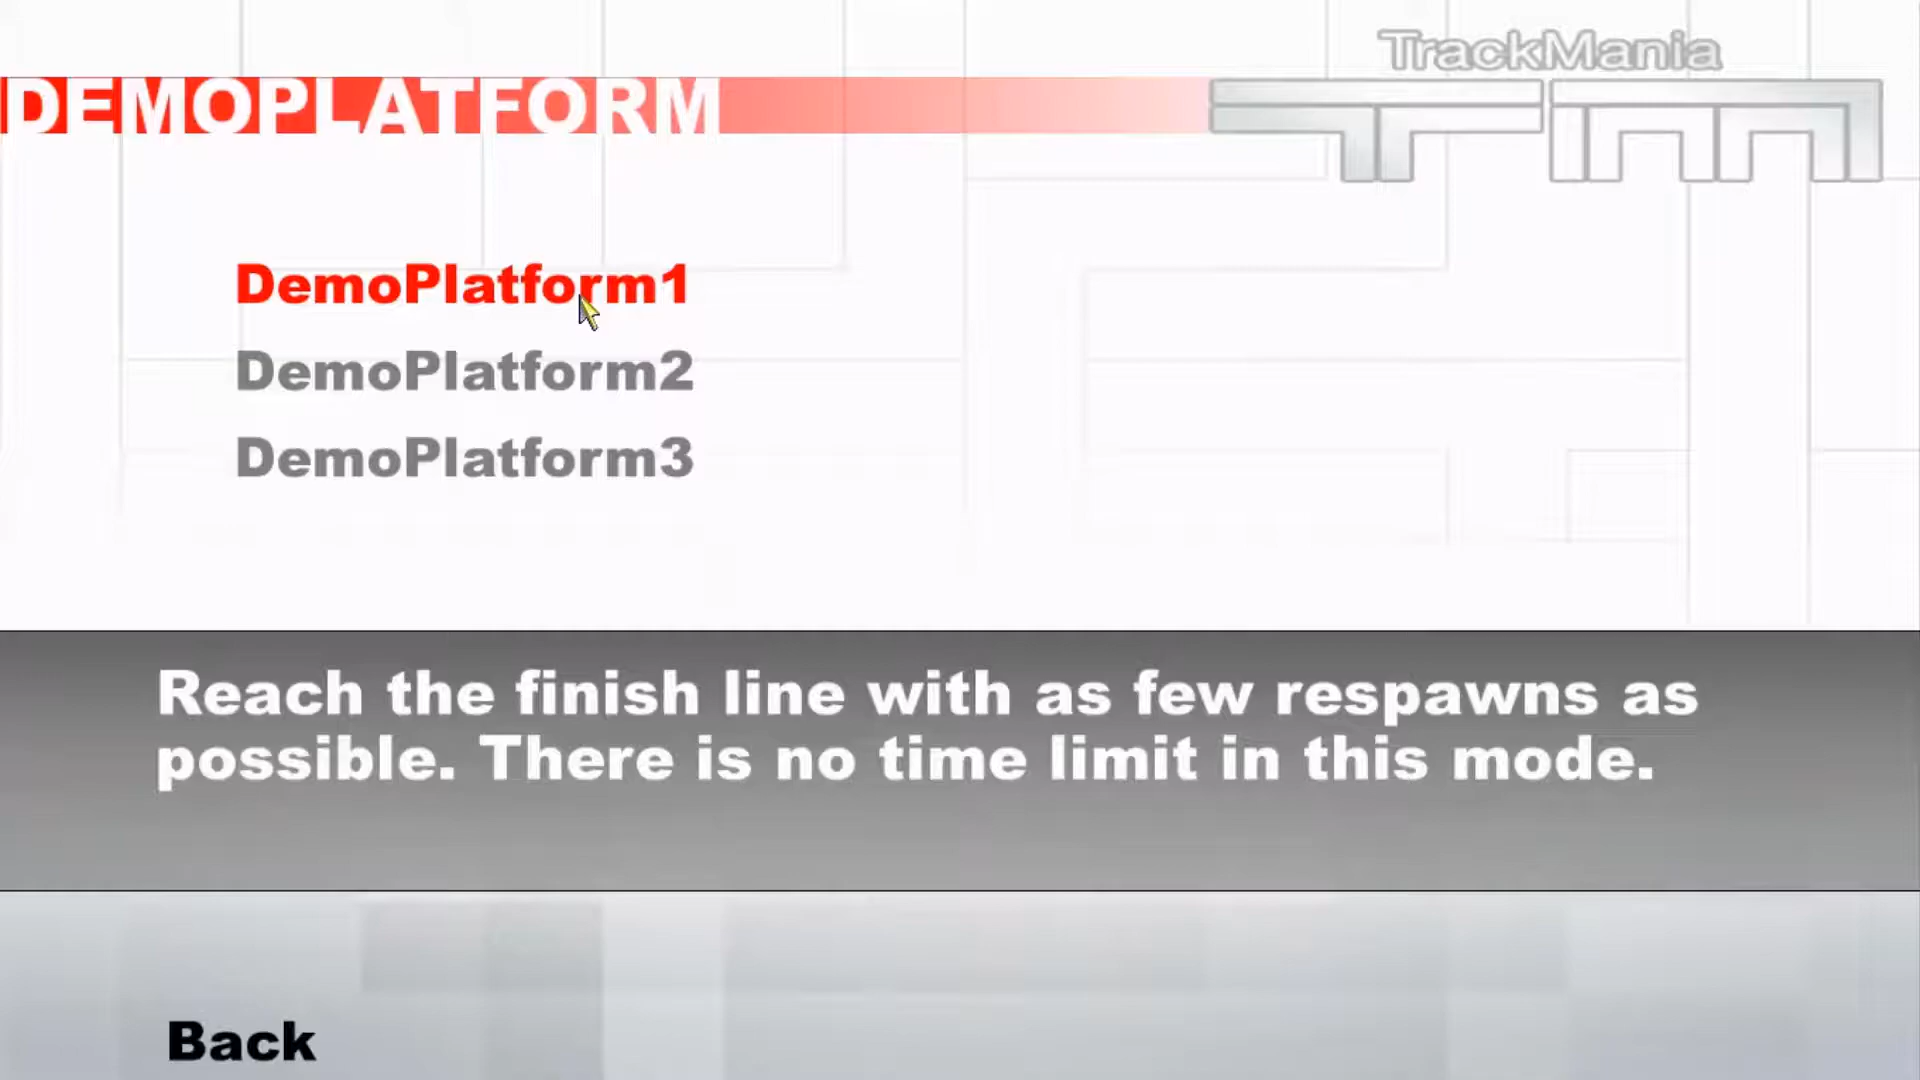 TrackMania
DEMOPLATFORM
TM
DemoPlatform1
DemoPlatform2
DemoPlatform3
Reach the finish line with as few respawns as
possible. There is no time limit in this mode.
Back